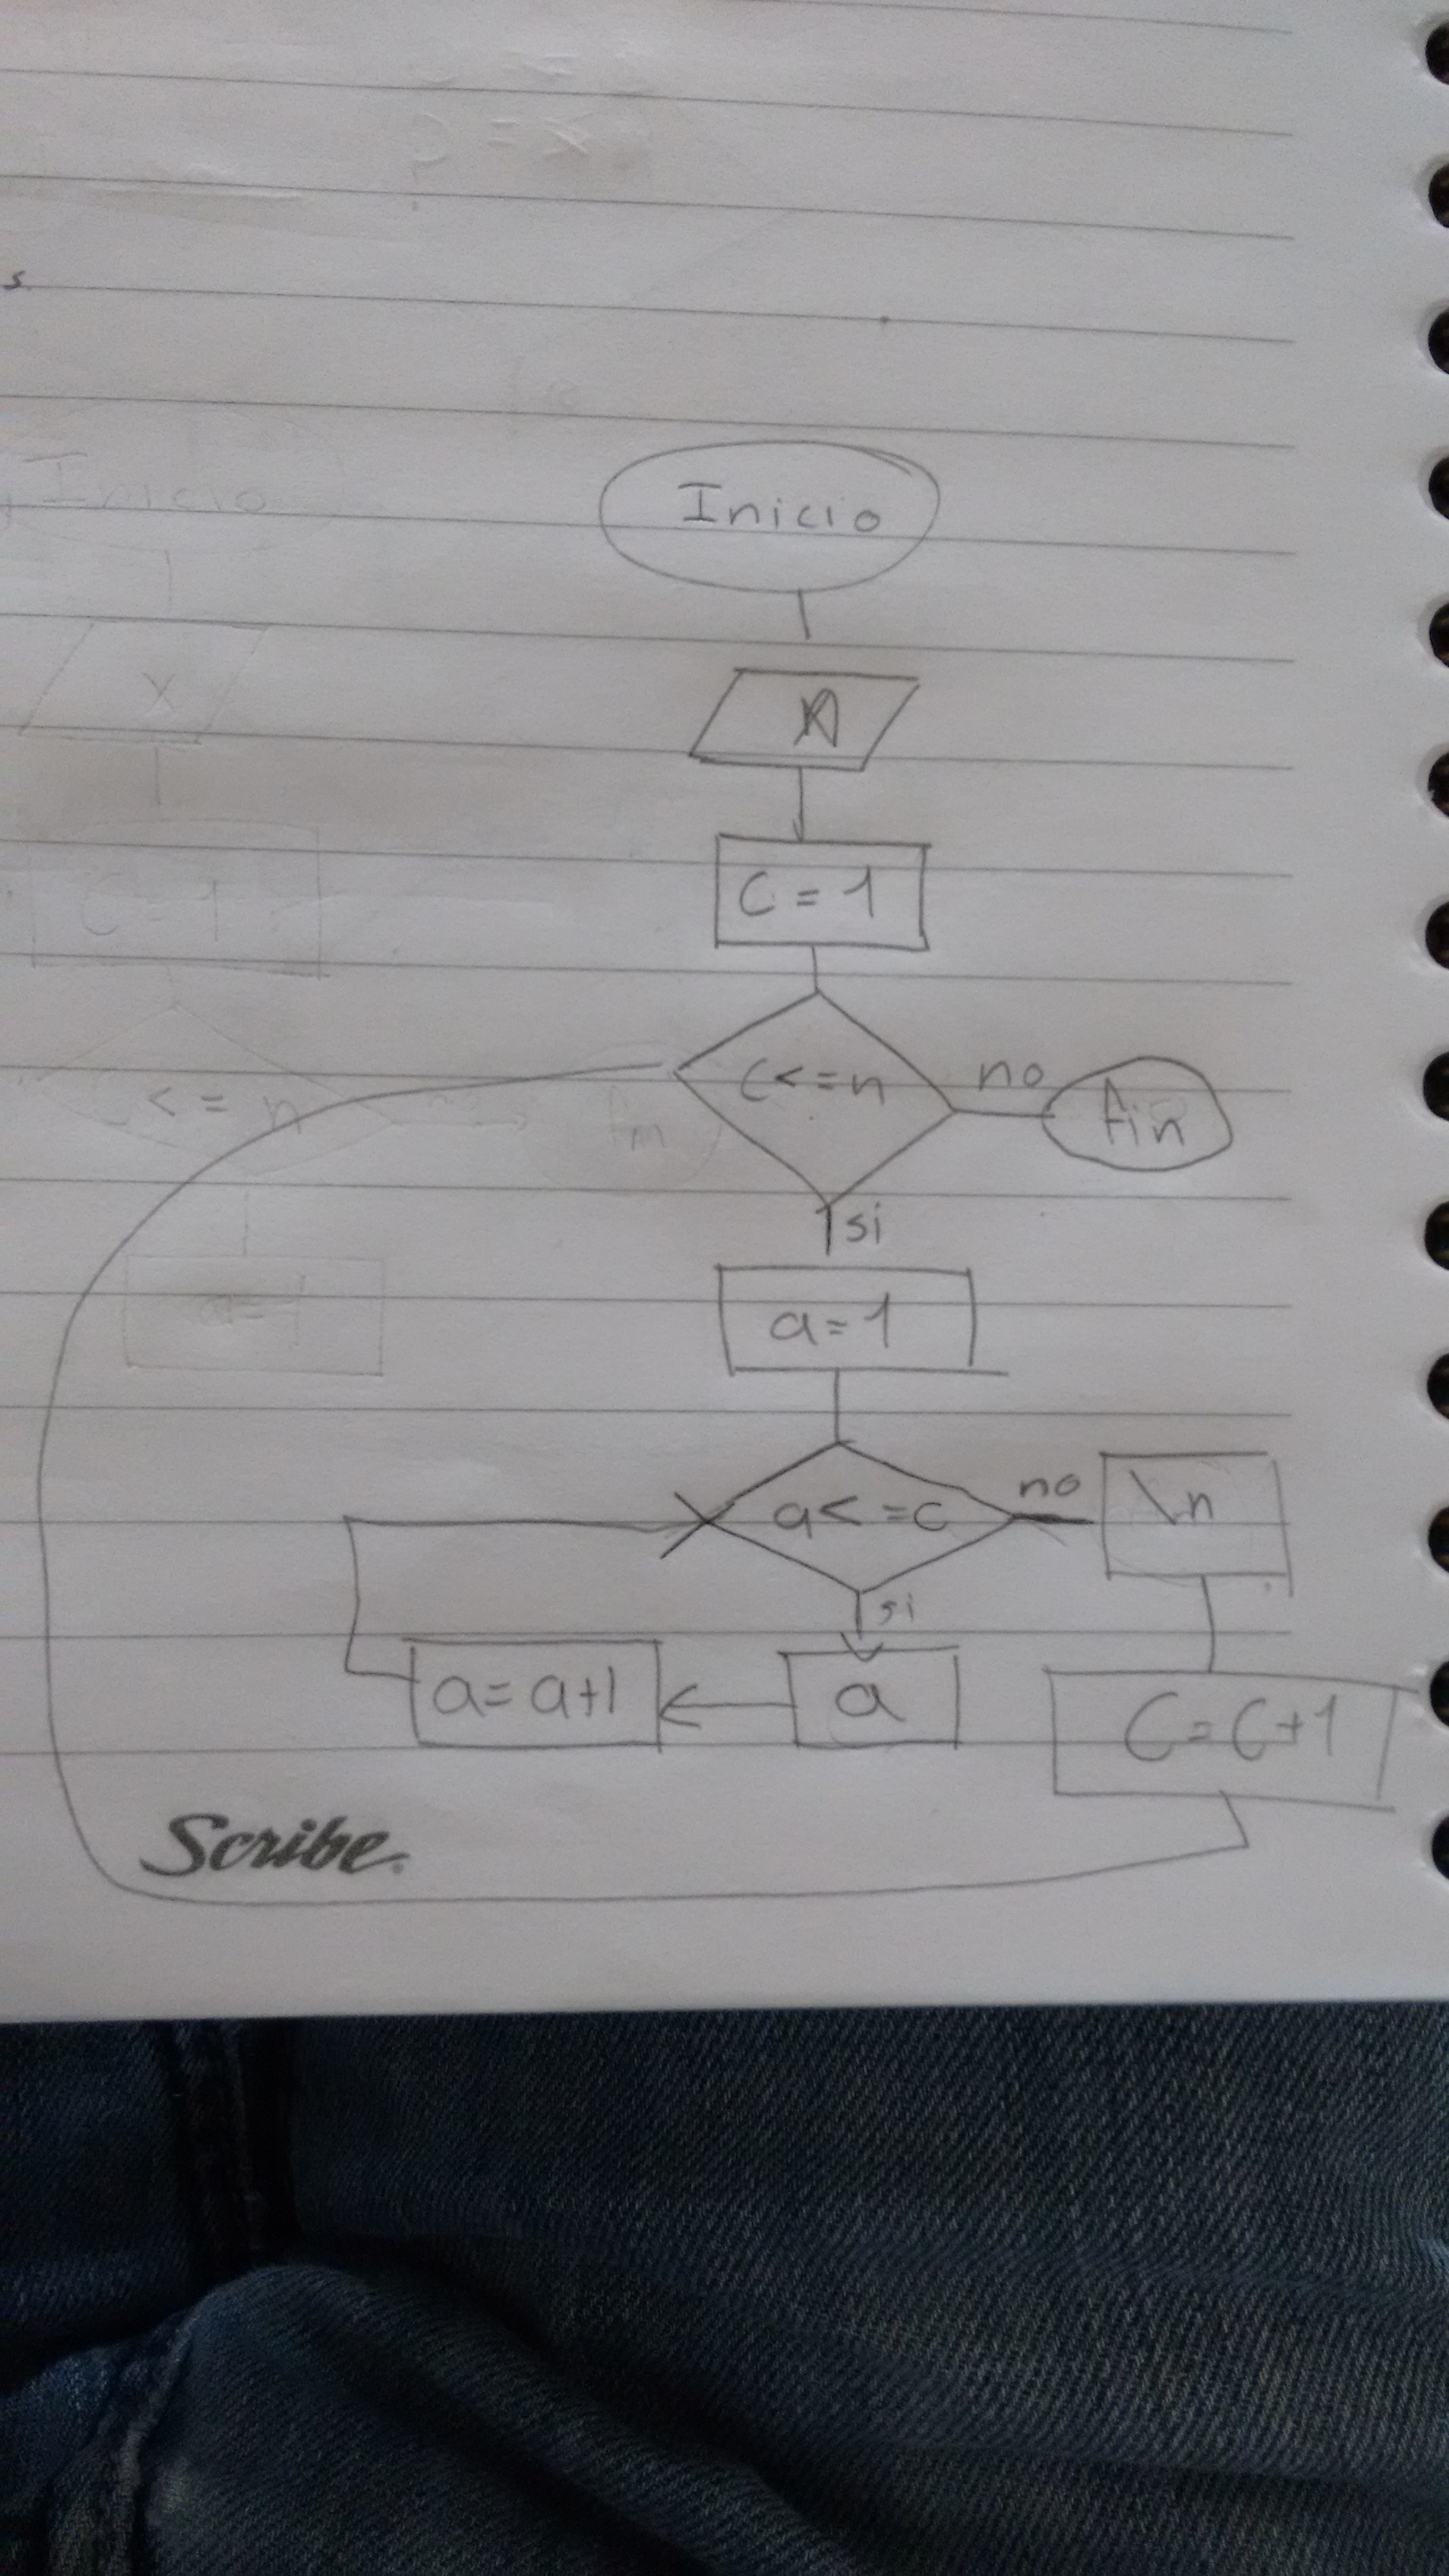 s
Inicio
n
C = 1
C<=n no fin
si
a=1
a<=c no \n
si
a=a+1 a C=C+1
Scribe